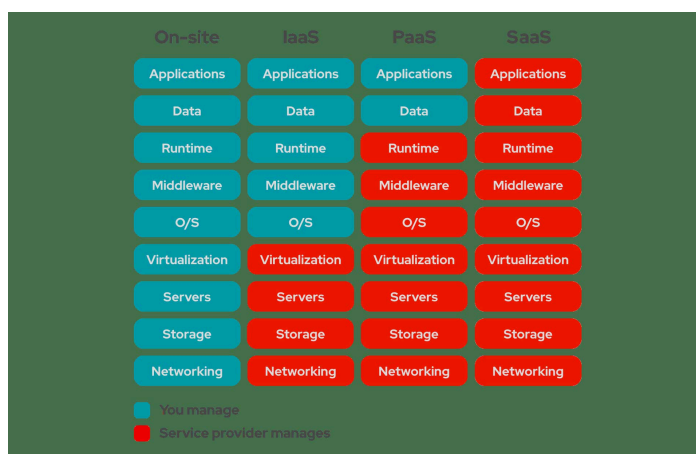 On-site IaaS PaaS SaaS
Applications Applications Applications Applications
Data Data Data Data
Runtime Runtime Runtime Runtime
Middleware Middleware Middleware Middleware
O/S O/S O/S O/S
Virtualization Virtualization Virtualization Virtualization
Servers Servers Servers Servers
Storage Storage Storage Storage
Networking Networking Networking Networking
You manage
Service provider manages